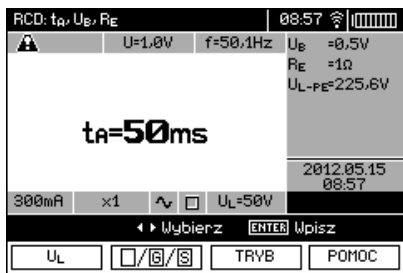 RCD: tA, UB, RE 08:57
U=1,0V f=50,1Hz UB =0,5V
RE =1Ω
UL-PE=225,6V
tA=50ms
2012.05.15
08:57
300mA x1 UL=50V
Wybierz ENTER Wpisz
UL □/G/S TRYB POMOC